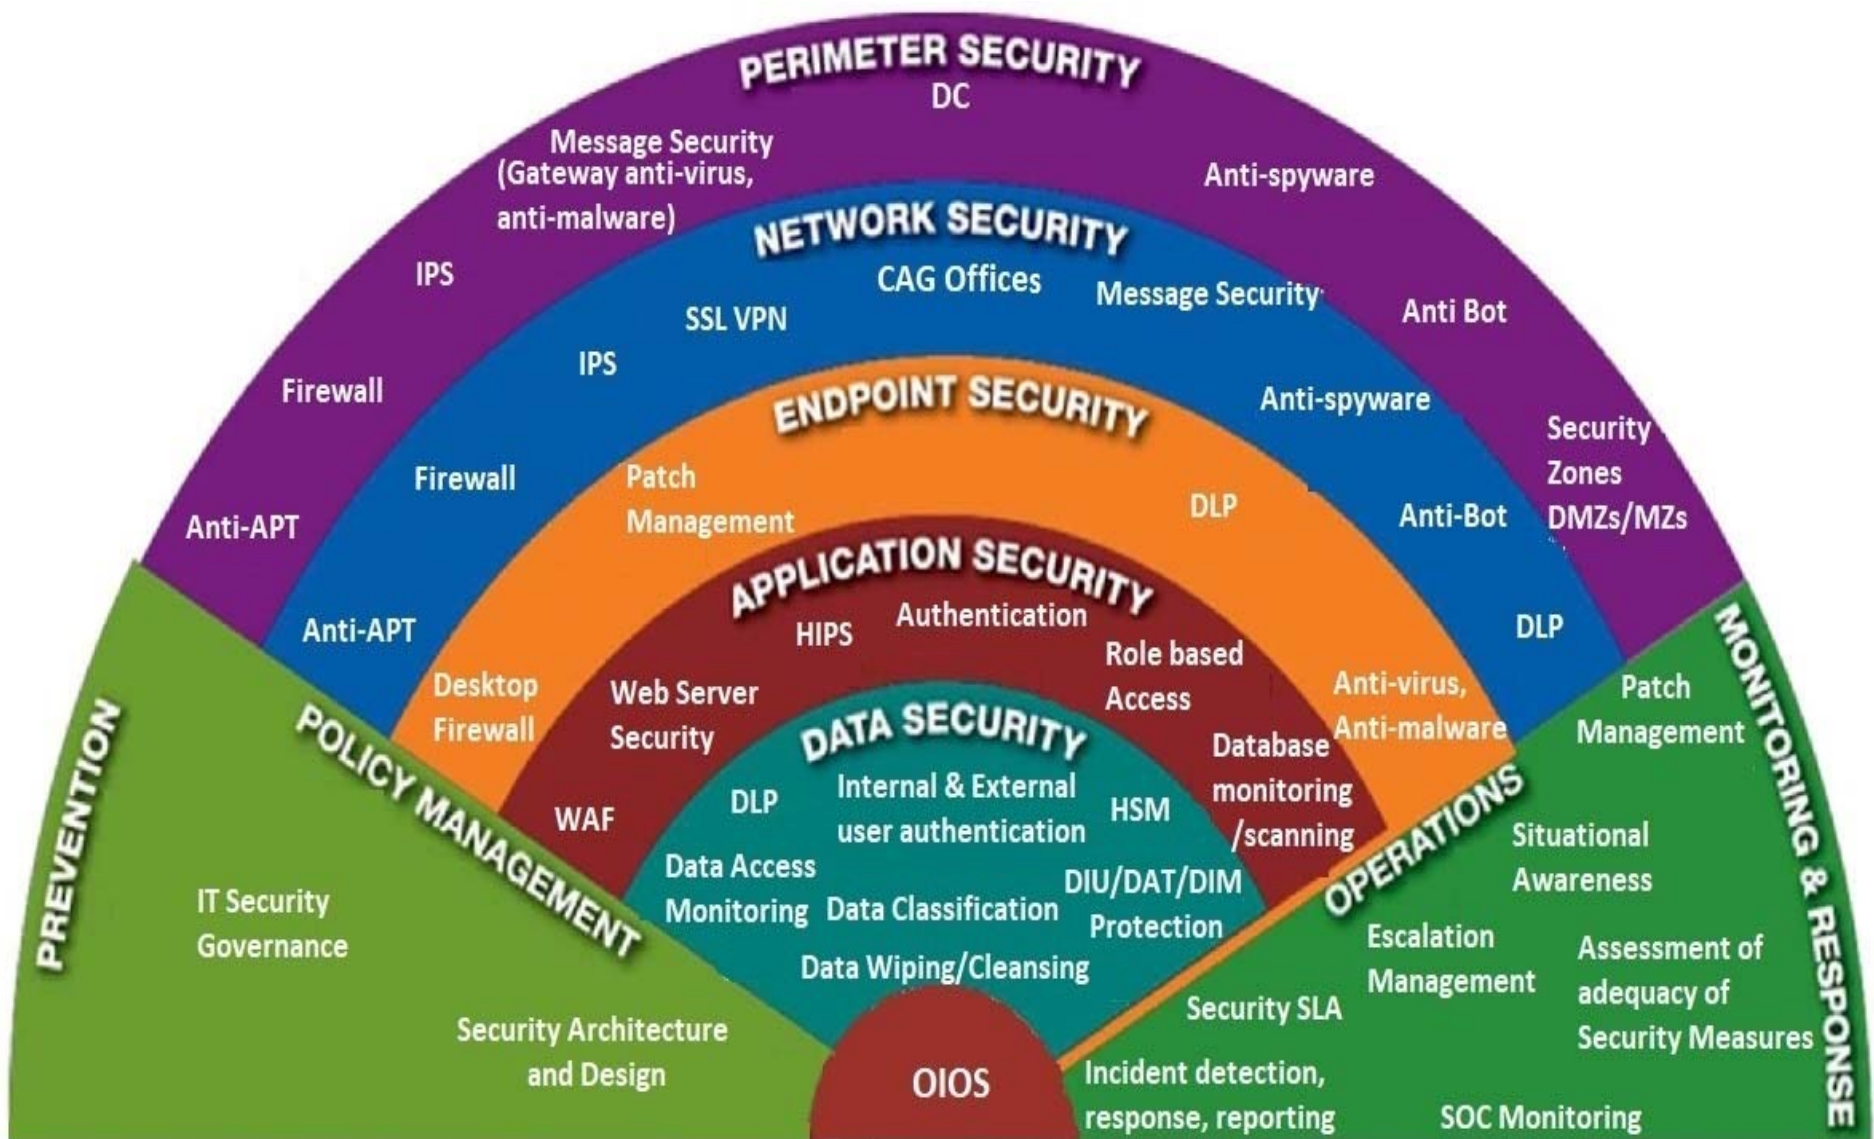 PERIMETER SECURITY
DC
Message Security
(Gateway anti-virus,
anti-malware)
IPS
Firewall
Anti-APT
Anti-spyware
Anti Bot
Security
Zones
DMZs/MZs
NETWORK SECURITY
CAG Offices
SSL VPN
IPS
Firewall
Anti-APT
Message Security
Anti-spyware
Anti-Bot
DLP
ENDPOINT SECURITY
Patch
Management
Desktop
Firewall
DLP
Anti-virus,
Anti-malware
APPLICATION SECURITY
HIPS
Authentication
Role based
Access
Web Server
Security
WAF
Database
monitoring
/scanning
DATA SECURITY
DLP
Internal & External
user authentication
HSM
Data Access
Monitoring
Data Classification
DIU/DAT/DIM
Protection
Data Wiping/Cleansing
OIOS
PREVENTION
POLICY MANAGEMENT
IT Security
Governance
Security Architecture
and Design
OPERATIONS
MONITORING & RESPONSE
Patch
Management
Situational
Awareness
Escalation
Management
Assessment of
adequacy of
Security Measures
Security SLA
Incident detection,
response, reporting
SOC Monitoring